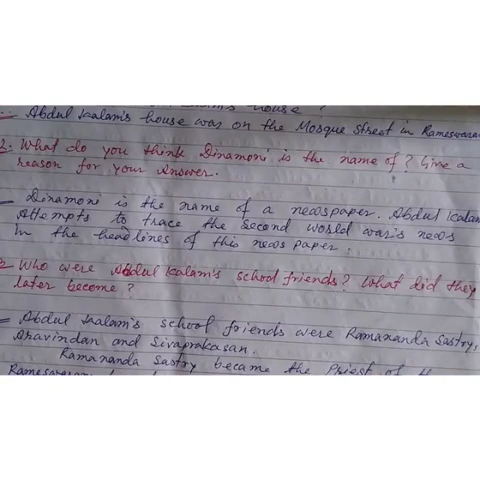 house?
Abdul Kalam's house was on the Mosque Street in Rameswaram
2. What do you think Dinamoni is the name of? Give a
reason for your answer.
Dinamoni is the name of a newspaper. Abdul Kalam
Attempts to trace the Second world war's news
in the headlines of this news paper.
Who were Abdul Kalam's school friends? What did they
later become?
Abdul Kalam's school friends were Ramananda Sastry,
Aravindan and Sivaprakasan.
Ramananda Sastry became the Priest of